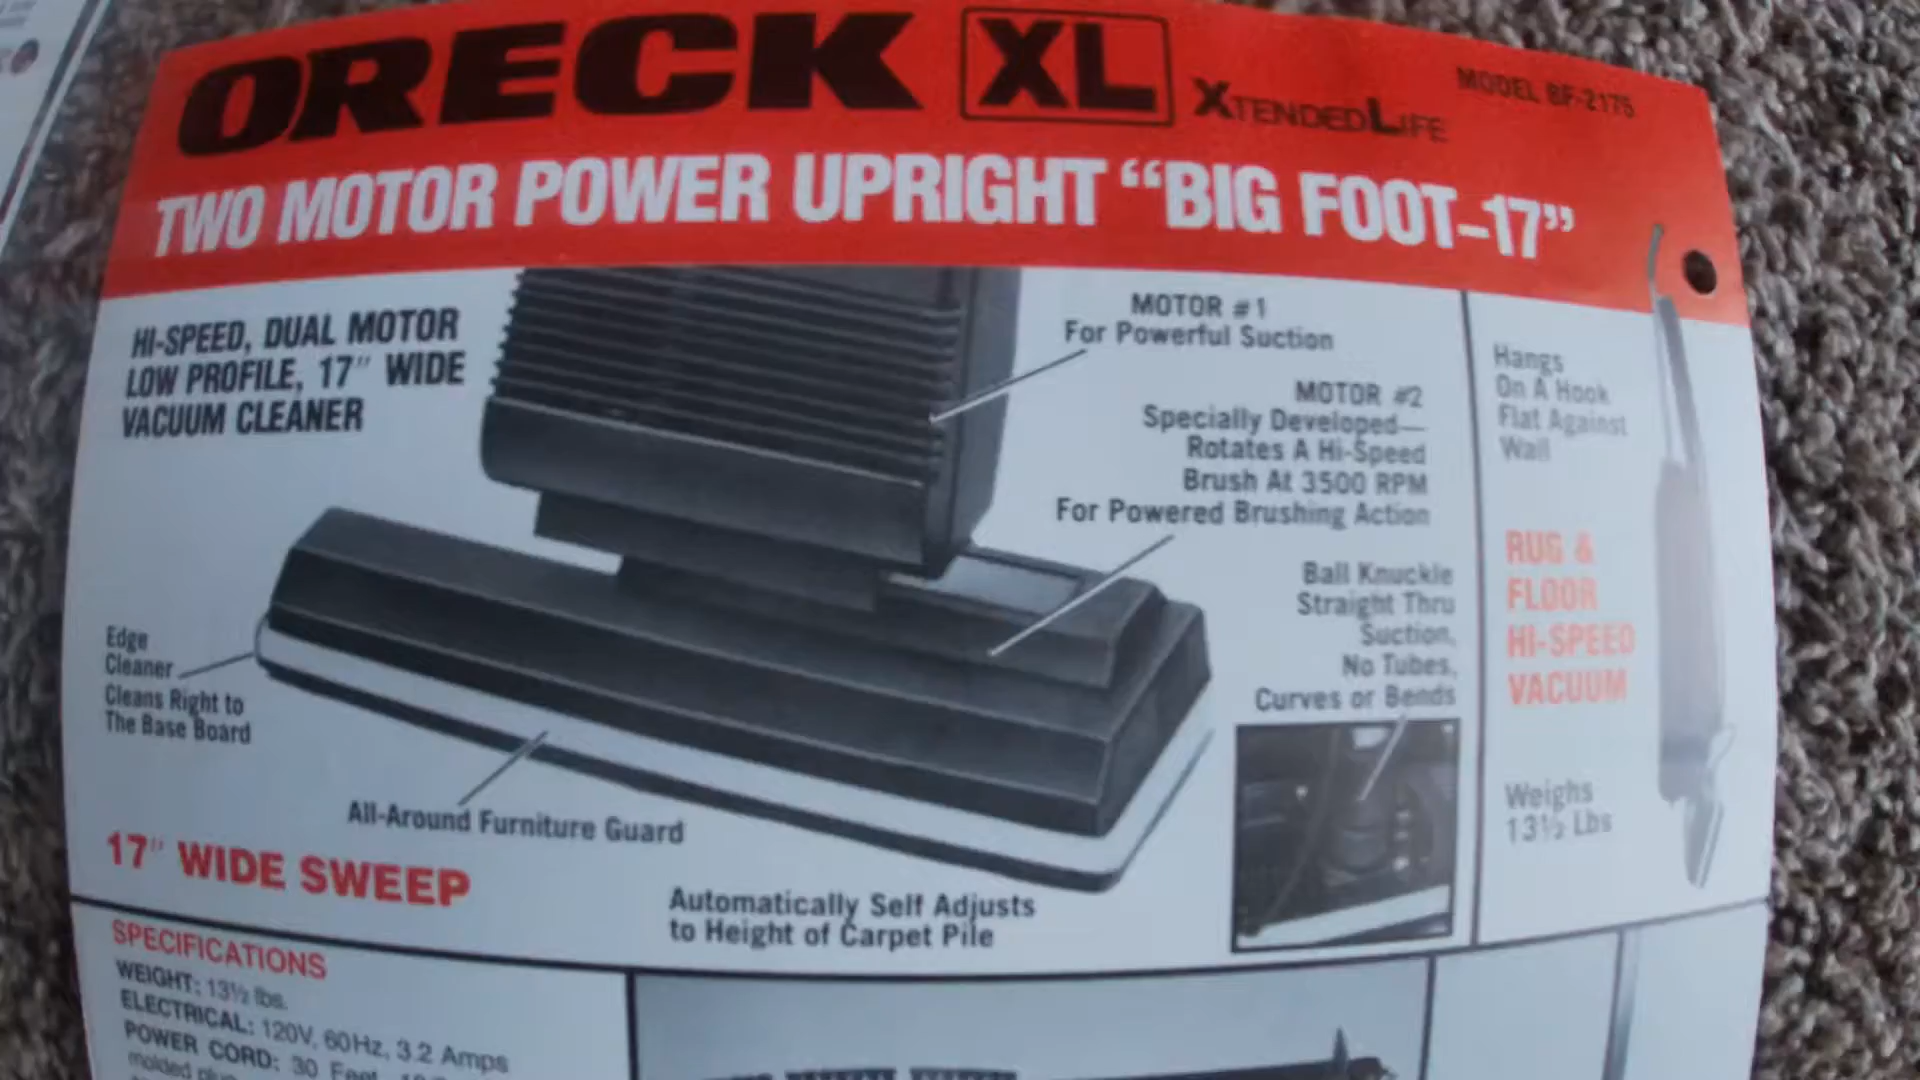 ORECK XL XTENDEDLIFE
MODEL BF-2175
TWO MOTOR POWER UPRIGHT “BIG FOOT-17”
HI-SPEED, DUAL MOTOR
LOW PROFILE, 17" WIDE
VACUUM CLEANER
MOTOR #1
For Powerful Suction
MOTOR #2
Specially Developed—
Rotates A Hi-Speed
Brush At 3500 RPM
For Powered Brushing Action
Ball Knuckle
Straight Thru
Suction,
No Tubes,
Curves or Bends
Edge
Cleaner
Cleans Right to
The Base Board
All-Around Furniture Guard
17" WIDE SWEEP
Automatically Self Adjusts
to Height of Carpet Pile
Hangs
On A Hook
Flat Against
Wall
RUG &
FLOOR
HI-SPEED
VACUUM
Weighs
13½ Lbs
SPECIFICATIONS
WEIGHT: 13½ lbs.
ELECTRICAL: 120V, 60Hz, 3.2 Amps
POWER CORD: 30 Feet,
molded